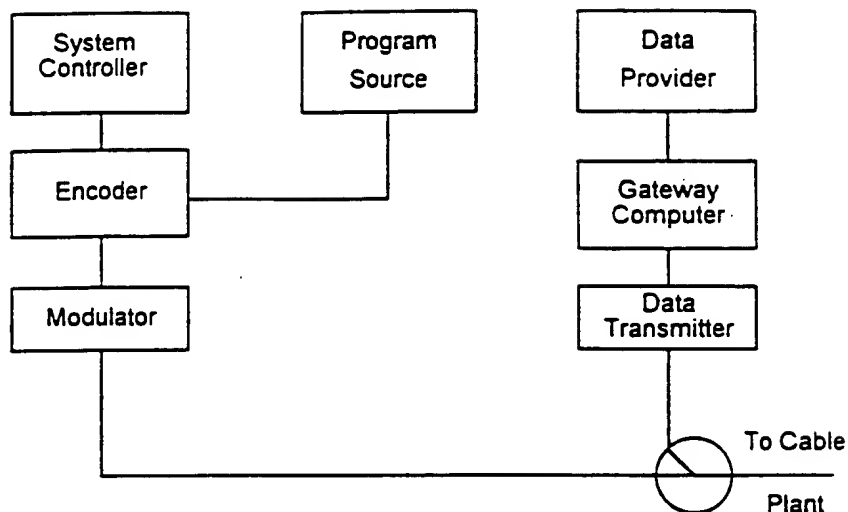 System
Controller
Program
Source
Data
Provider
Encoder
Gateway
Computer
Modulator
Data
Transmitter
To Cable
Plant